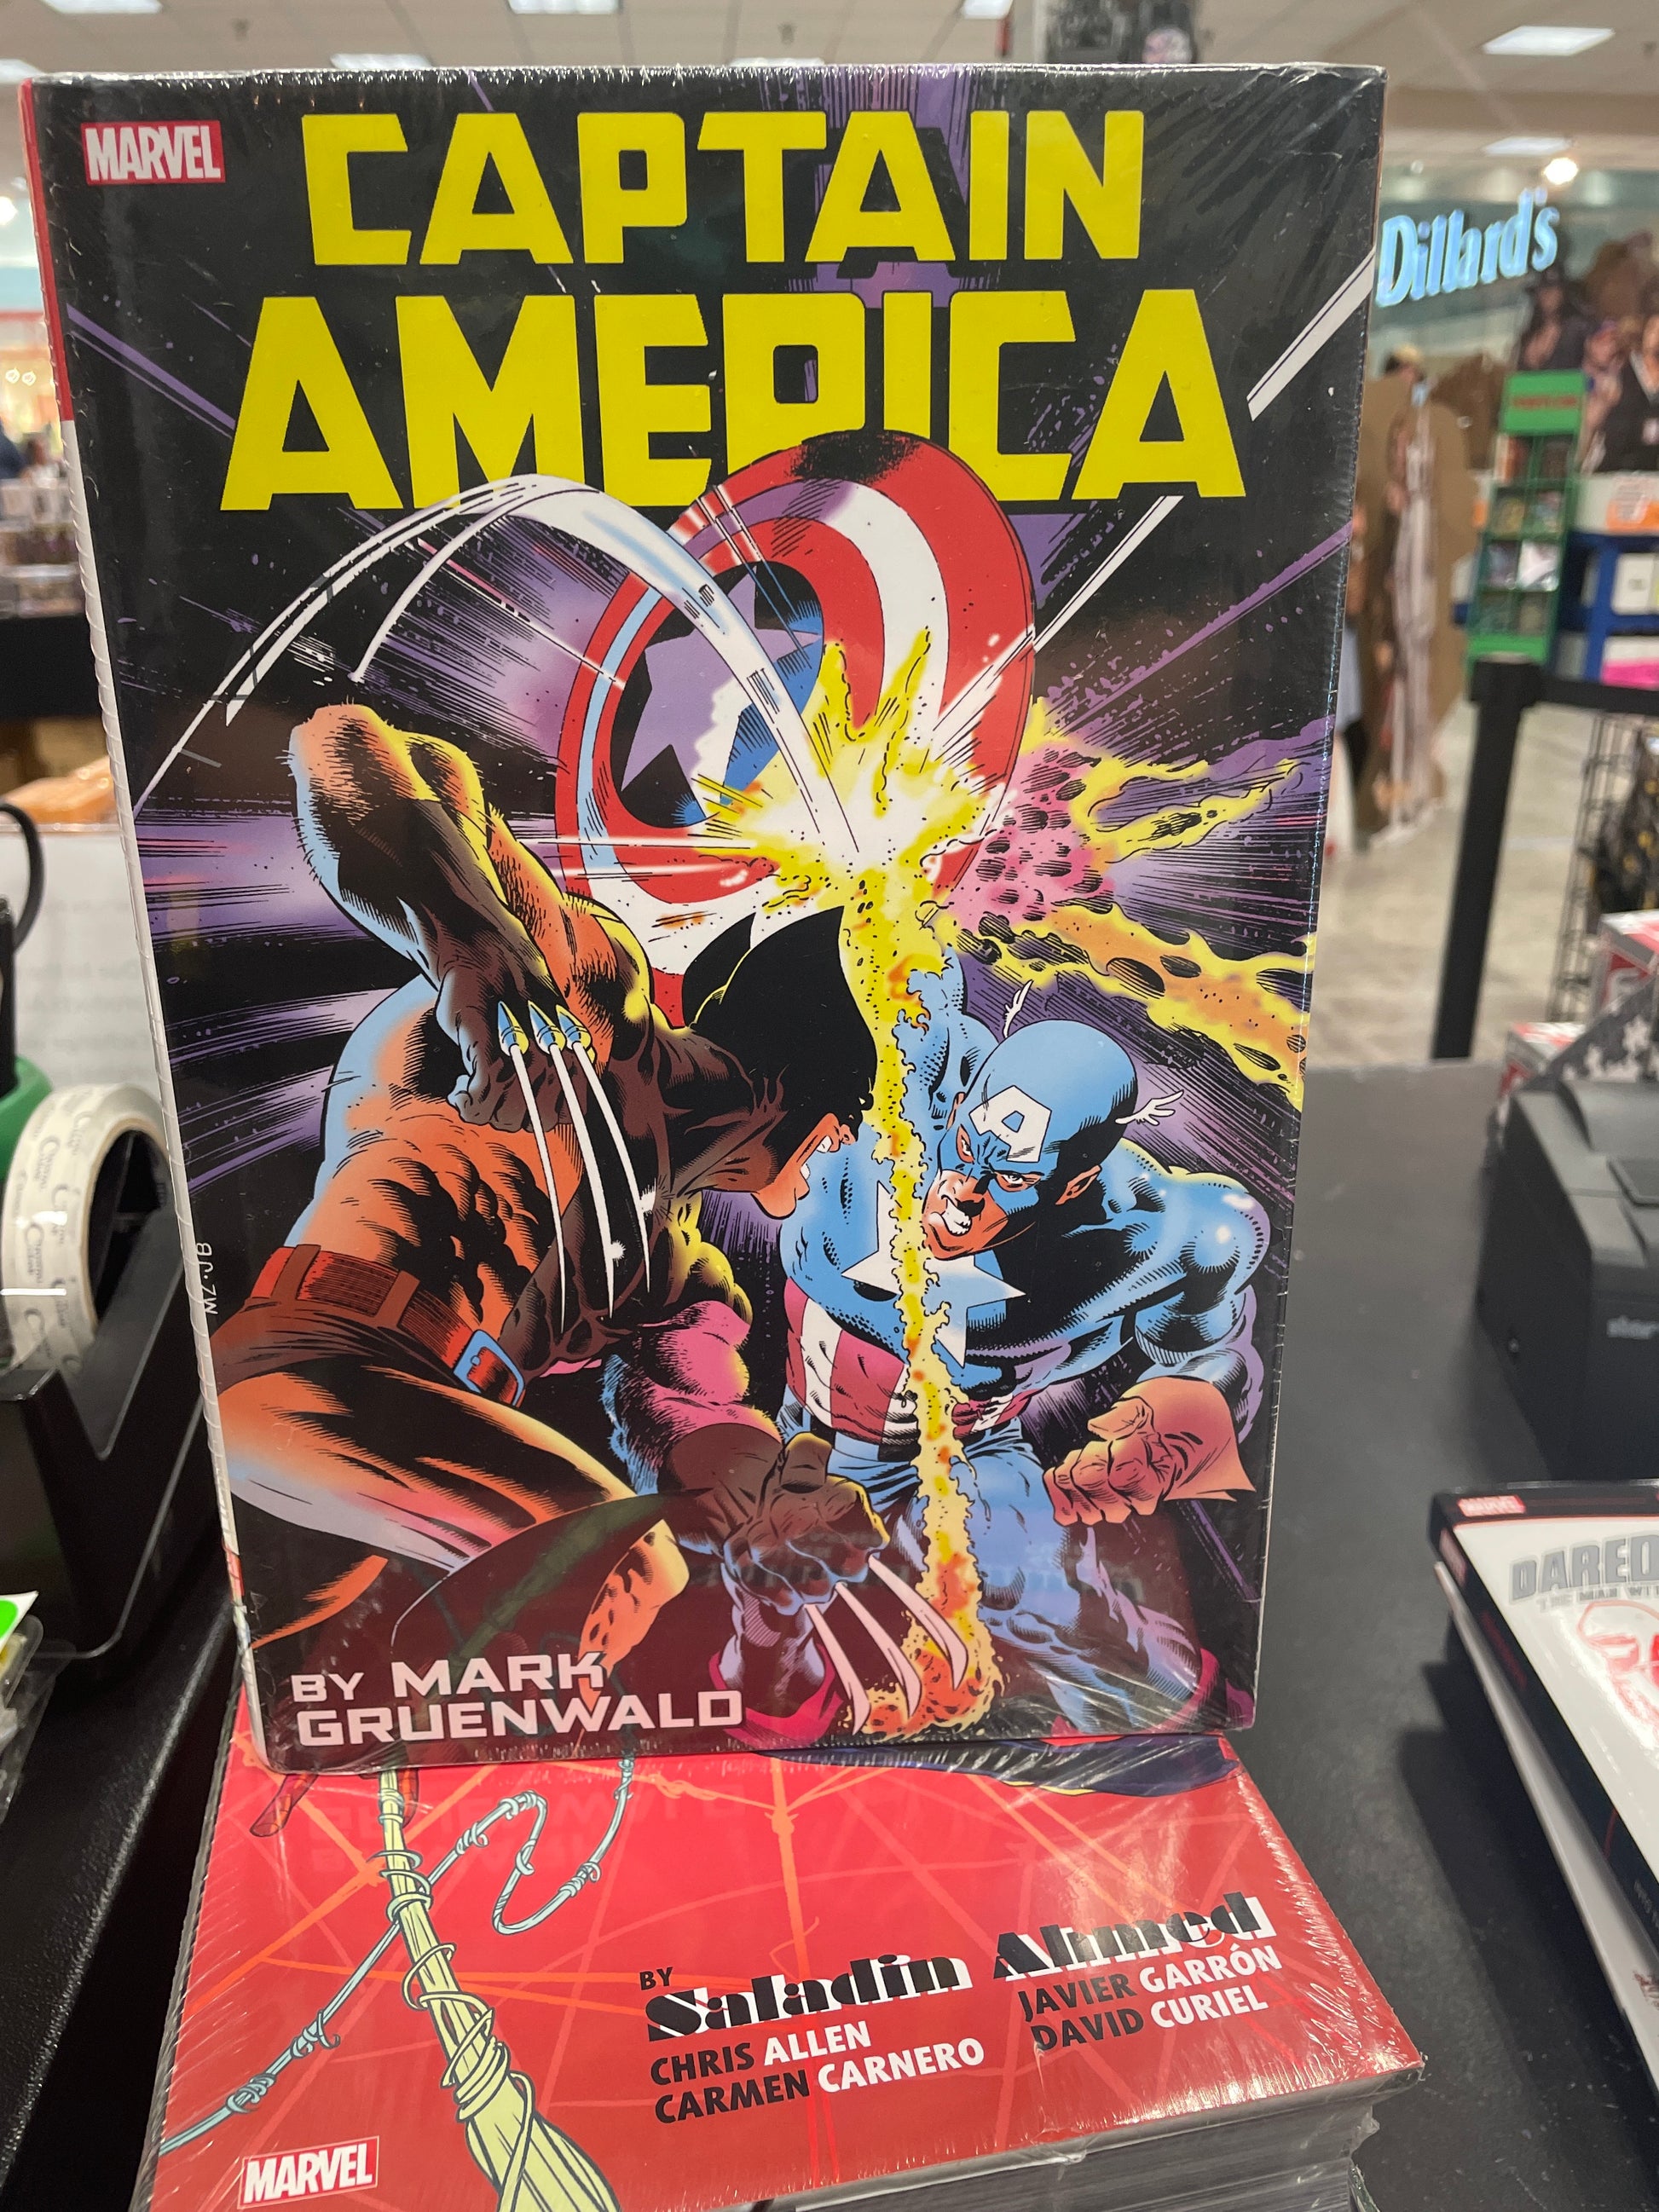 MARVEL
CAPTAIN
AMERICA
Dillard's
A
MZ·JB
BY MARK
GRUENWALD
MARVEL
DARED
BY
Saladin Ahmed
CHRIS ALLEN
CARMEN CARNERO
JAVIER GARRÓN
DAVID CURIEL
MARVEL